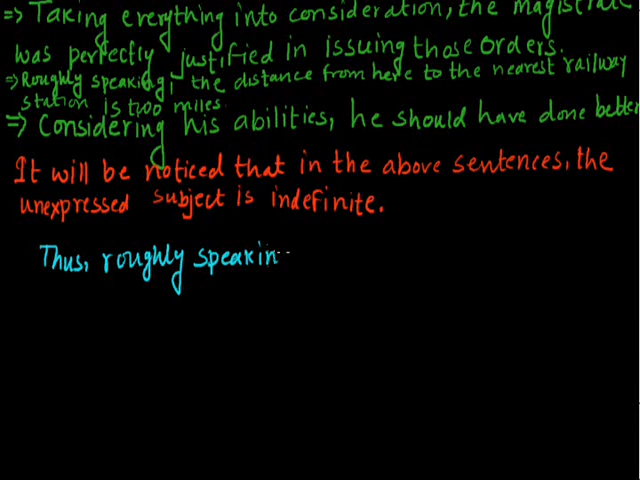 ⇒ Taking everything into consideration, the magistrate
was perfectly justified in issuing those orders.
⇒ Roughly speaking, the distance from here to the nearest railway
station is two miles.
⇒ Considering his abilities, he should have done better
It will be noticed that in the above sentences, the
unexpressed subject is indefinite.
Thus, roughly speakin